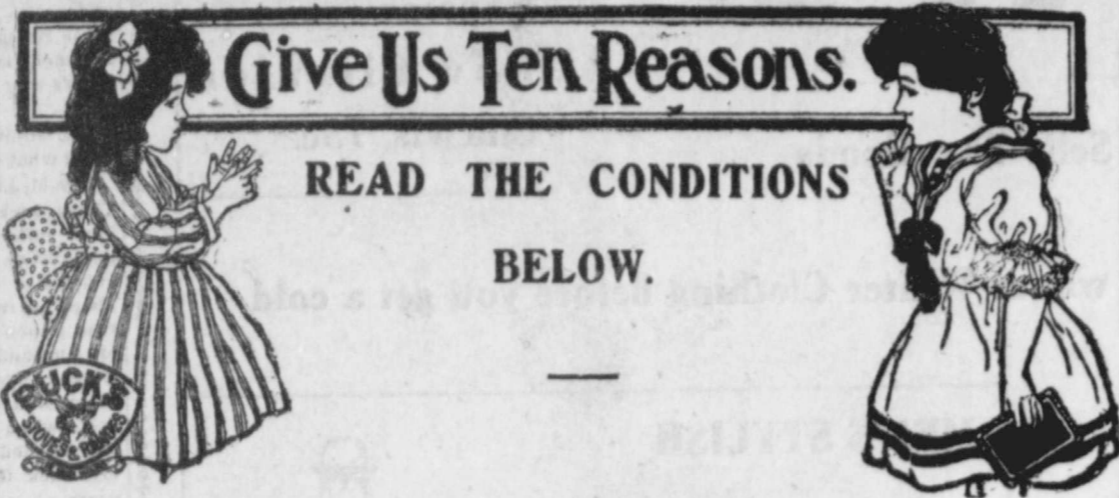 Give Us Ten Reasons.
READ THE CONDITIONS
BELOW.
BUCK'S
STOVES & RANGES